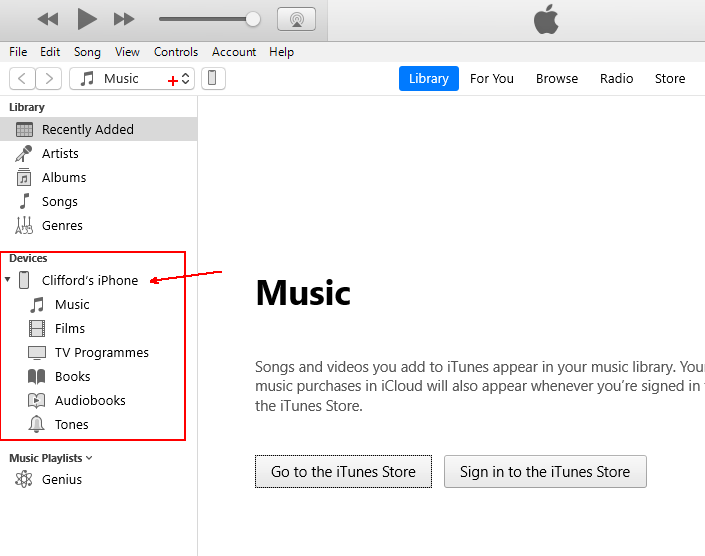 File Edit Song View Controls Account Help
Music
Library For You Browse Radio Store
Library
Recently Added
Artists
Albums
Songs
Genres
Devices
Clifford's iPhone
Music
Films
TV Programmes
Books
Audiobooks
Tones
Music Playlists
Genius
Music
Songs and videos you add to iTunes appear in your music library. Your
music purchases in iCloud will also appear whenever you're signed in
the iTunes Store.
Go to the iTunes Store Sign in to the iTunes Store